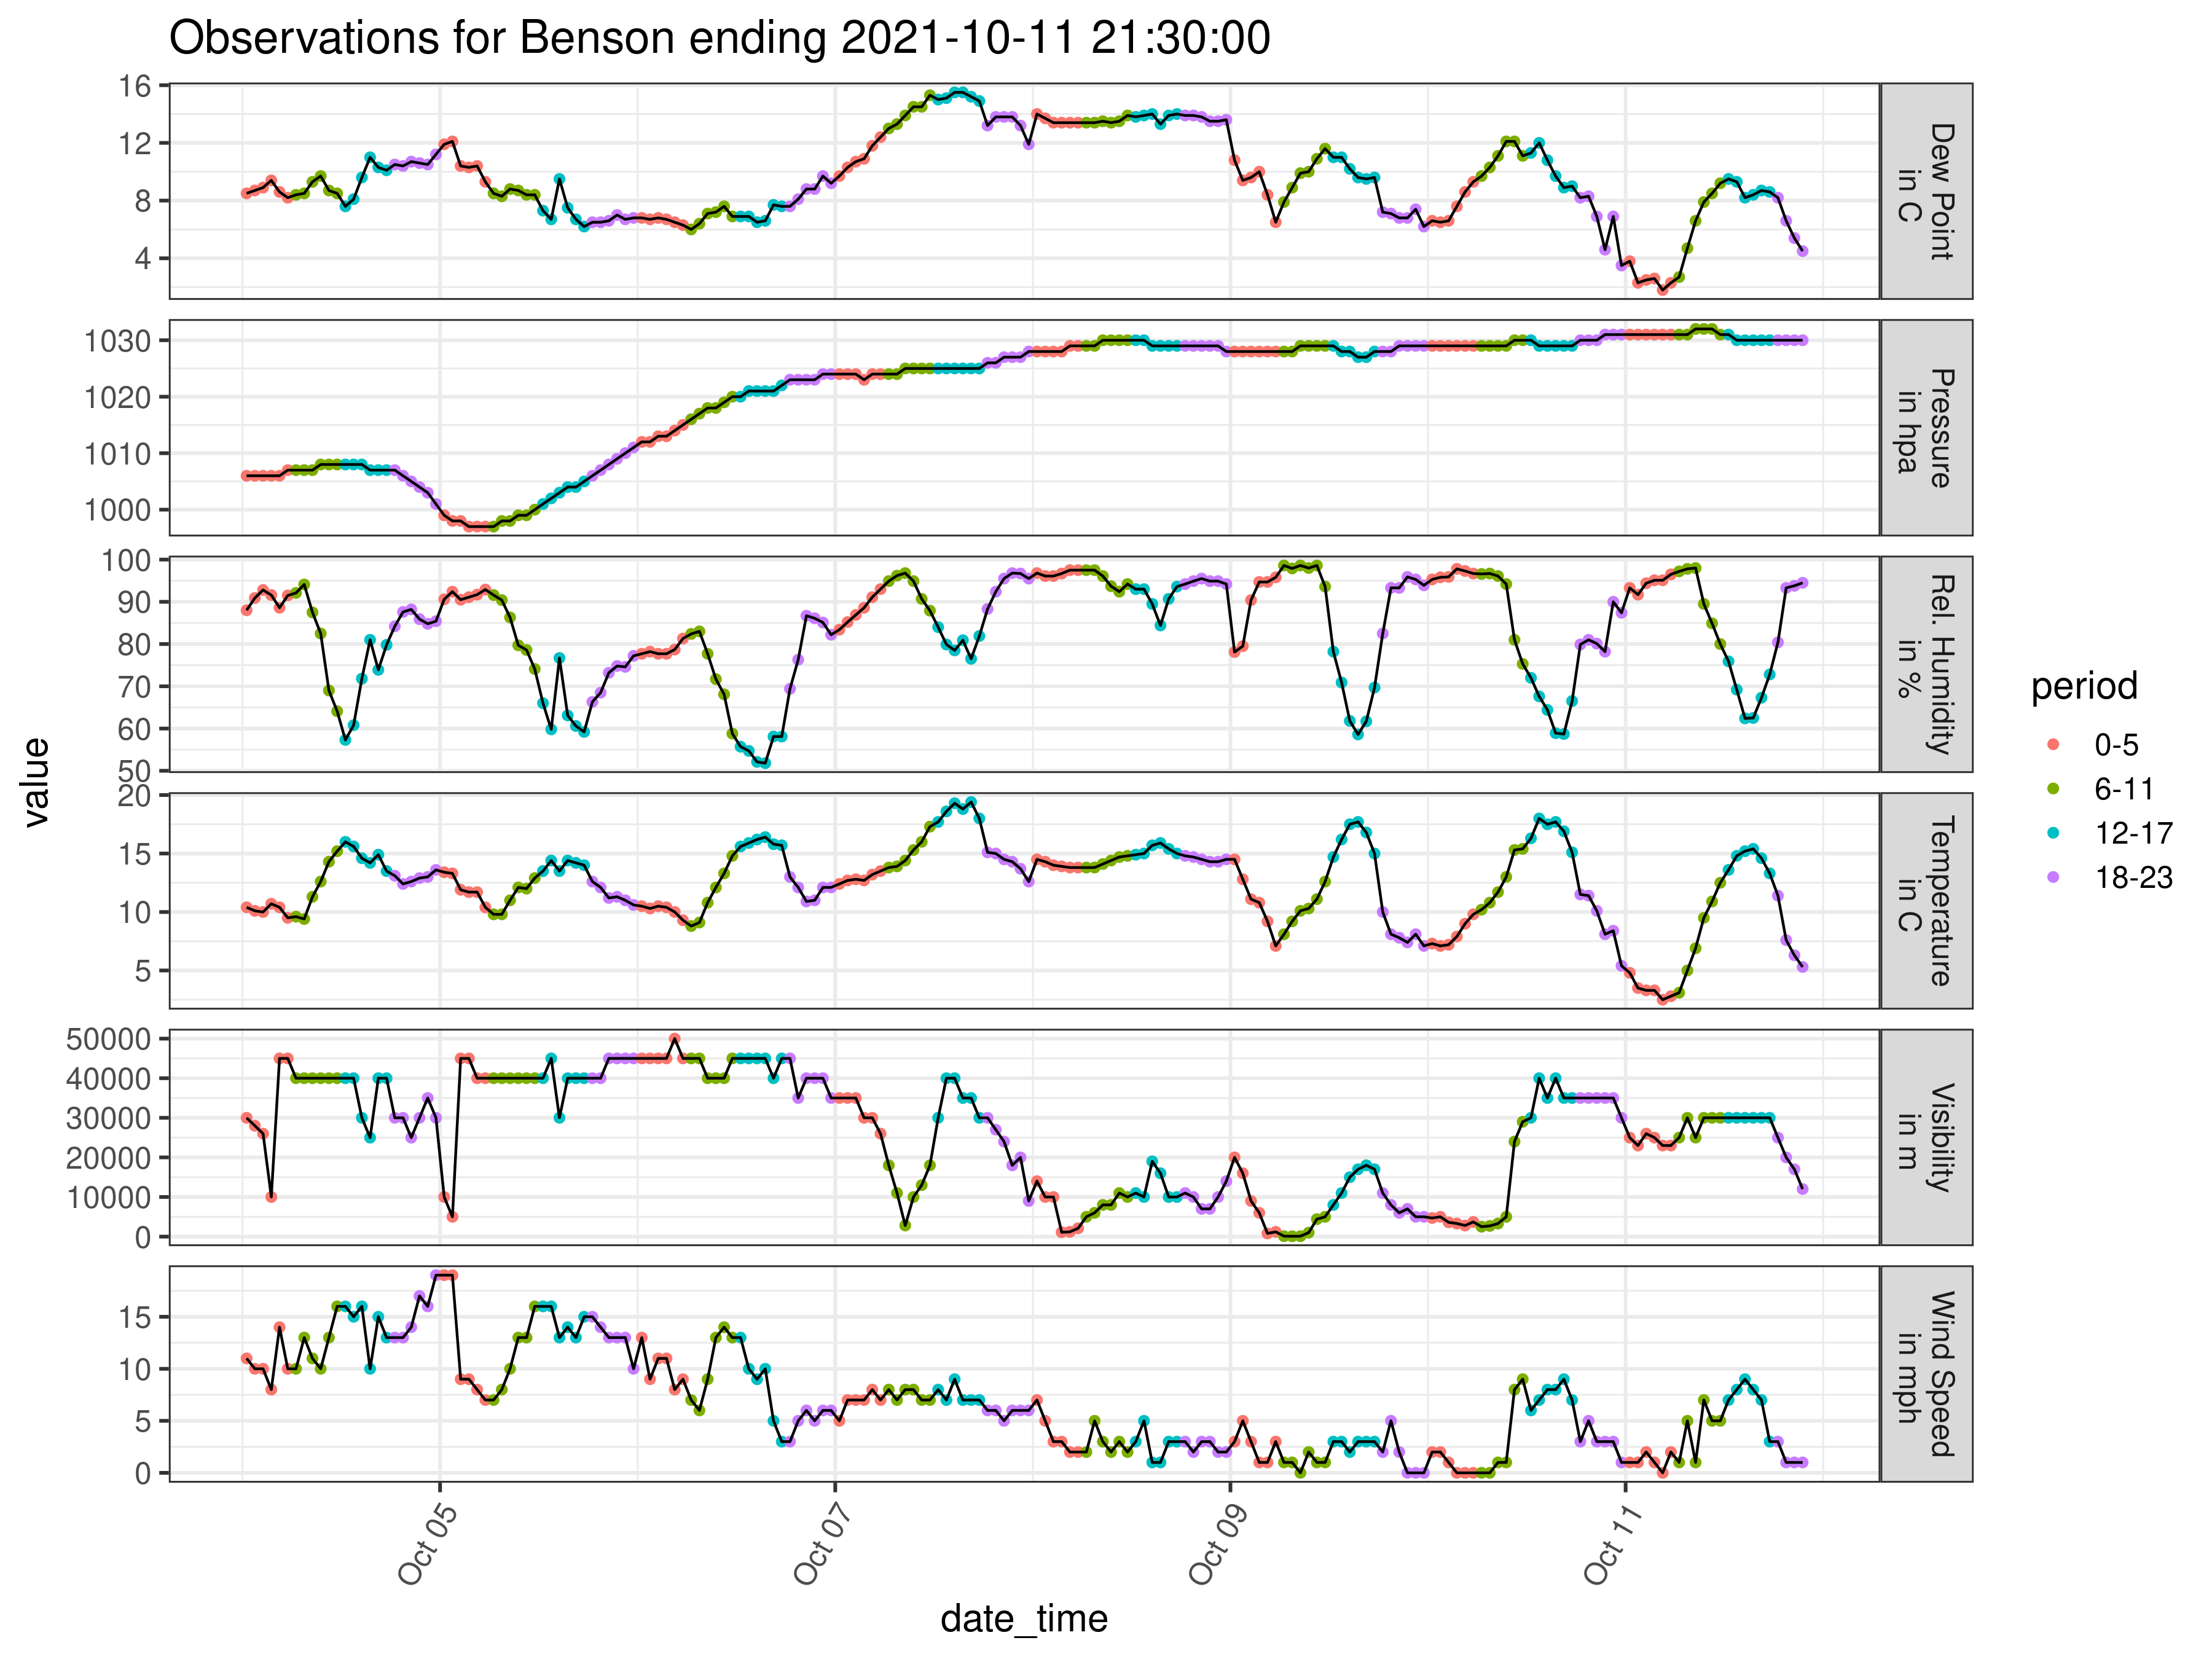 Observations for Benson ending 2021-10-11 21:30:00
value
16
12
8
4
Dew Point
in C
1030
1020
1010
1000
Pressure
in hpa
100
90
80
70
60
50
Rel. Humidity
in %
20
15
10
5
Temperature
in C
50000
40000
30000
20000
10000
0
Visibility
in m
15
10
5
0
Wind Speed
in mph
Oct 05
Oct 07
Oct 09
Oct 11
date_time
period
0-5
6-11
12-17
18-23